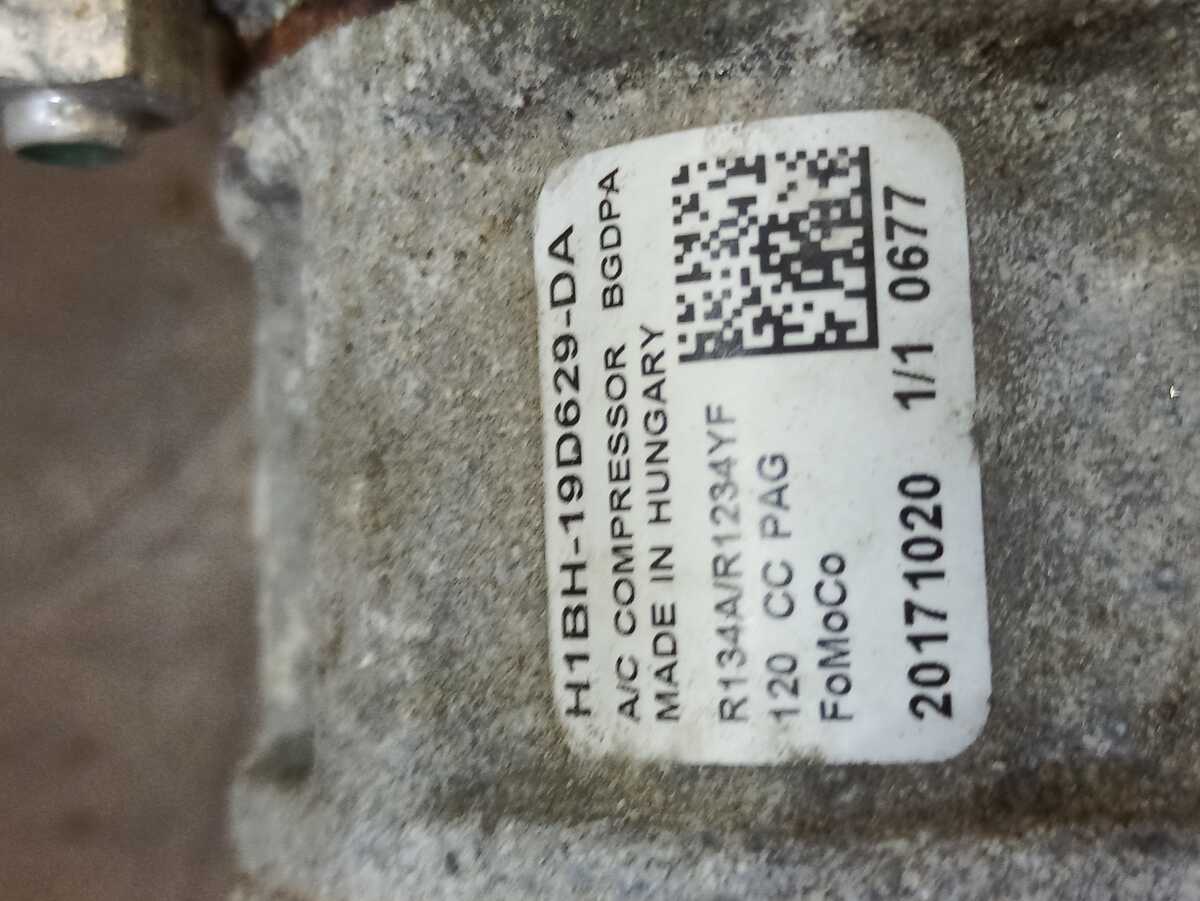 H1BH-19D629-DA
A/C COMPRESSOR BGDPA
MADE IN HUNGARY
R134A/R1234YF
120 CC PAG
FoMoCo
20171020 1/1 0677